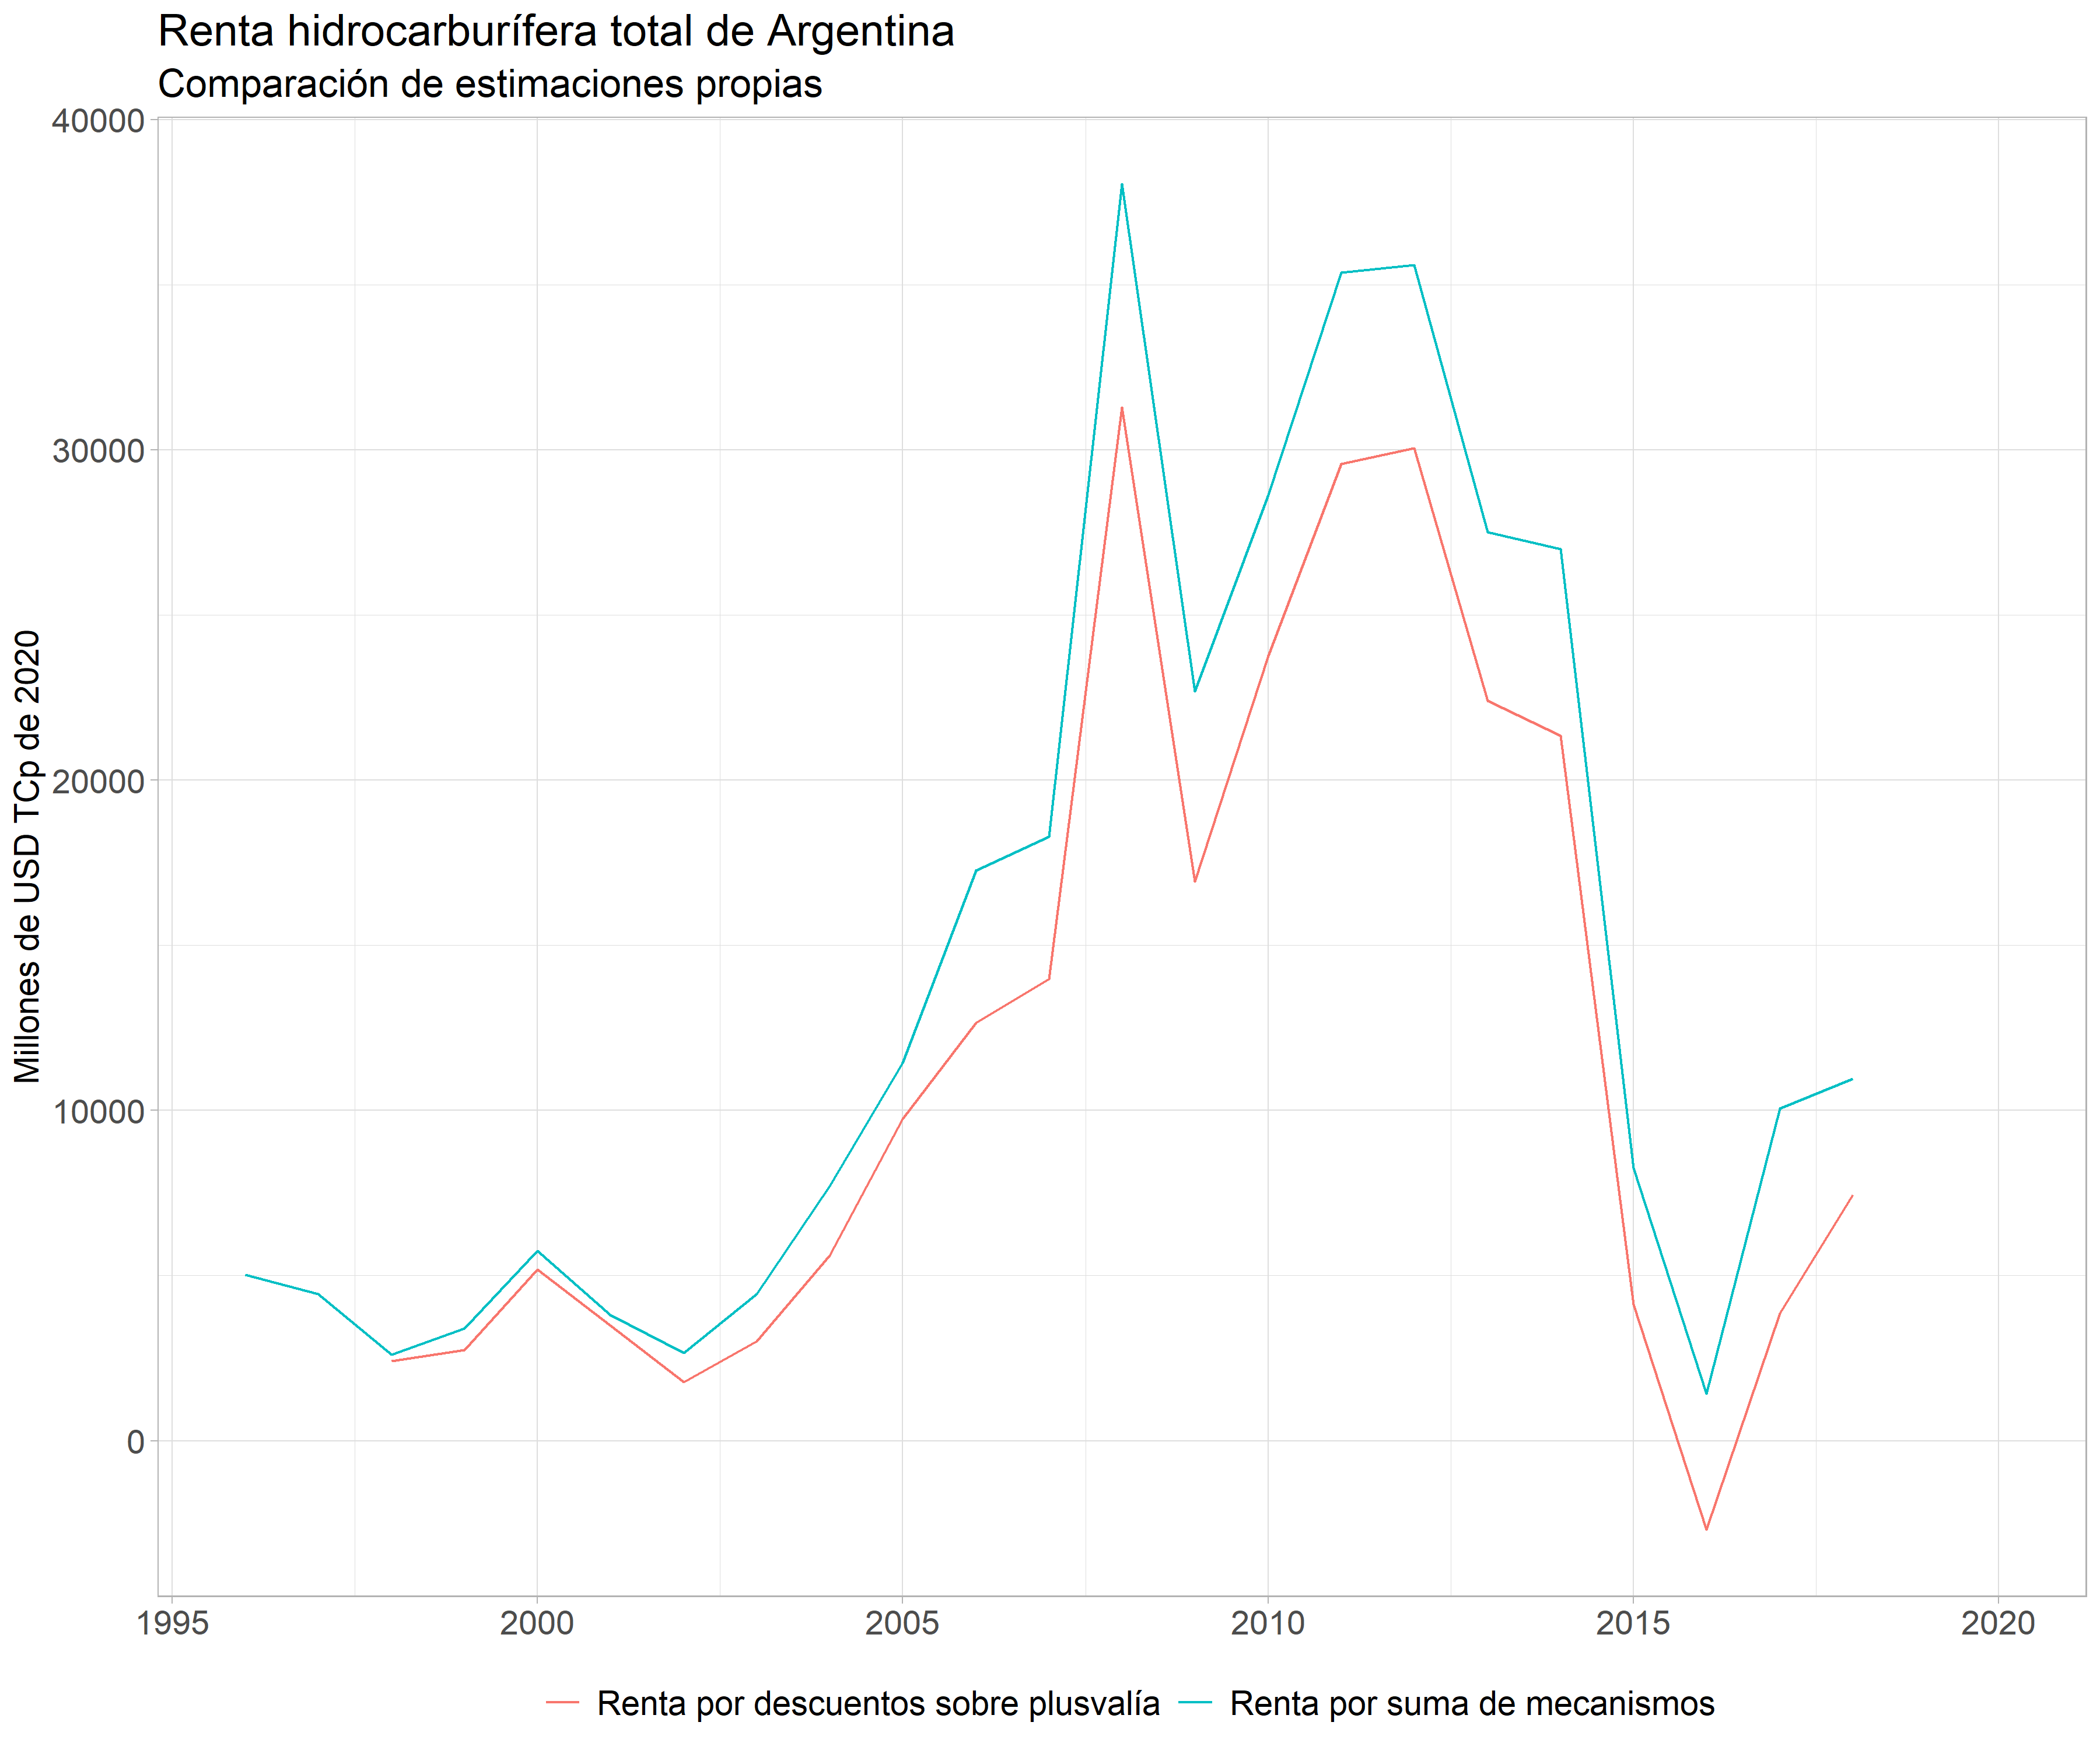 Renta hidrocarburífera total de Argentina
Comparación de estimaciones propias
Millones de USD TCp de 2020
40000
30000
20000
10000
0
1995 2000 2005 2010 2015 2020
Renta por descuentos sobre plusvalía Renta por suma de mecanismos